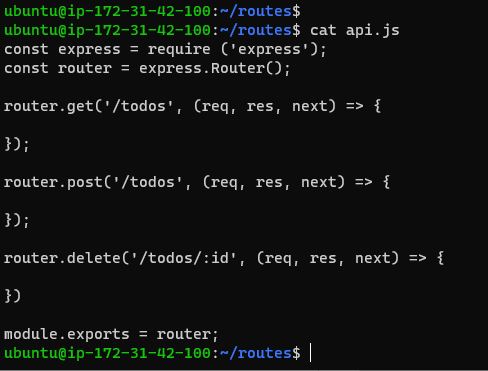 ubuntu@ip-172-31-42-100:~/routes$
ubuntu@ip-172-31-42-100:~/routes$ cat api.js
const express = require ('express');
const router = express.Router();
router.get('/todos', (req, res, next) => {
});
router.post('/todos', (req, res, next) => {
});
router.delete('/todos/:id', (req, res, next) => {
})
module.exports = router;
ubuntu@ip-172-31-42-100:~/routes$